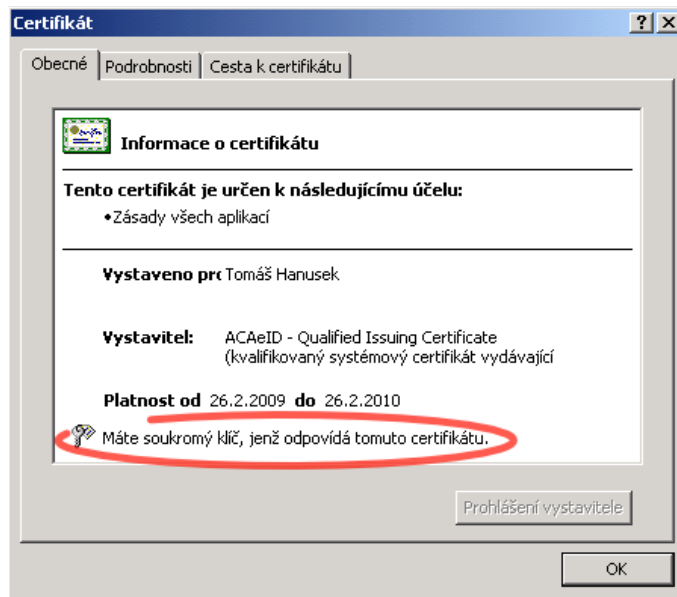 Certifikát
Obecné Podrobnosti Cesta k certifikátu
Informace o certifikátu
Tento certifikát je určen k následujícímu účelu:
•Zásady všech aplikací
Vystaveno pro Tomáš Hanusek
Vystavitel: ACAeID - Qualified Issuing Certificate
(kvalifikovaný systémový certifikát vydávající
Platnost od 26.2.2009 do 26.2.2010
Máte soukromý klíč, jenž odpovídá tomuto certifikátu.
Prohlášení vystavitele
OK